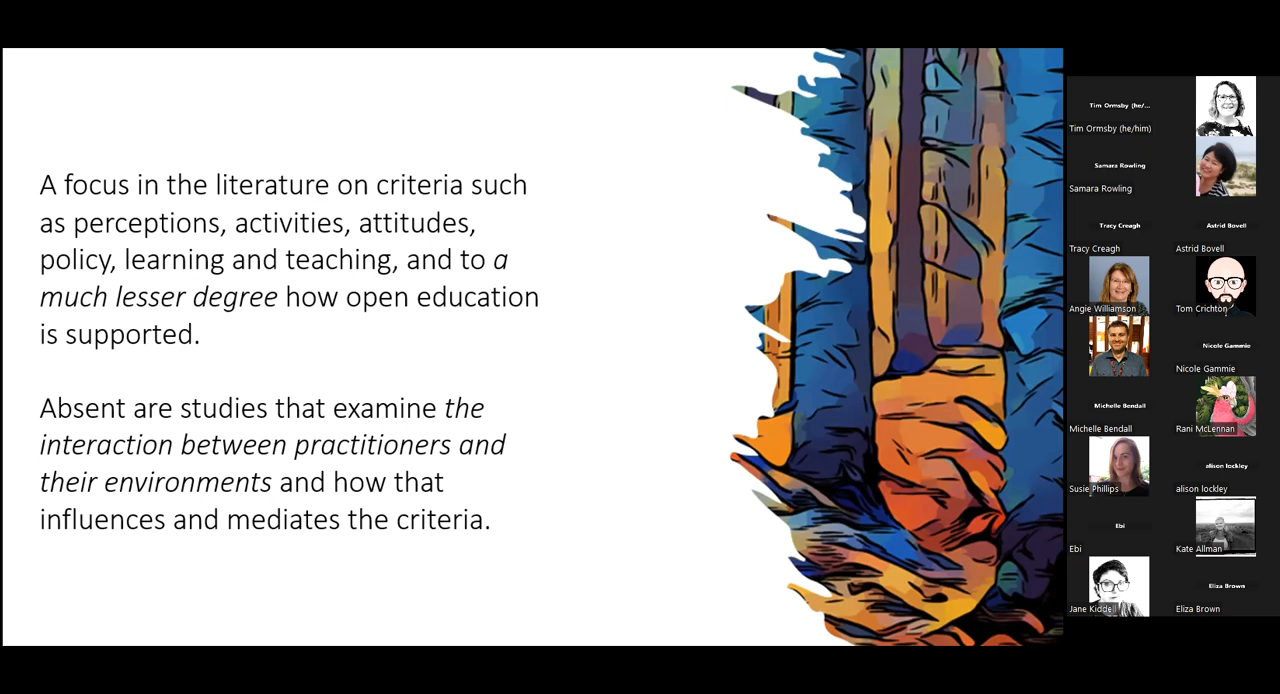 A focus in the literature on criteria such
as perceptions, activities, attitudes,
policy, learning and teaching, and to a
much lesser degree how open education
is supported.
Absent are studies that examine the
interaction between practitioners and
their environments and how that
influences and mediates the criteria.
Tim Ormsby (he/...
Tim Ormsby (he/him)
Samara Rowling
Samara Rowling
Tracy Creagh
Astrid Bovell
Tracy Creagh
Astrid Bovell
Angie Williamson
Tom Crichton
Nicole Gammie
Nicole Gammie
Michelle Bendall
Michelle Bendall
Rani McLennan
alison lockley
Susie Phillips
alison lockley
Ebi
Ebi
Kate Allman
Eliza Brown
Jane Kiddell
Eliza Brown